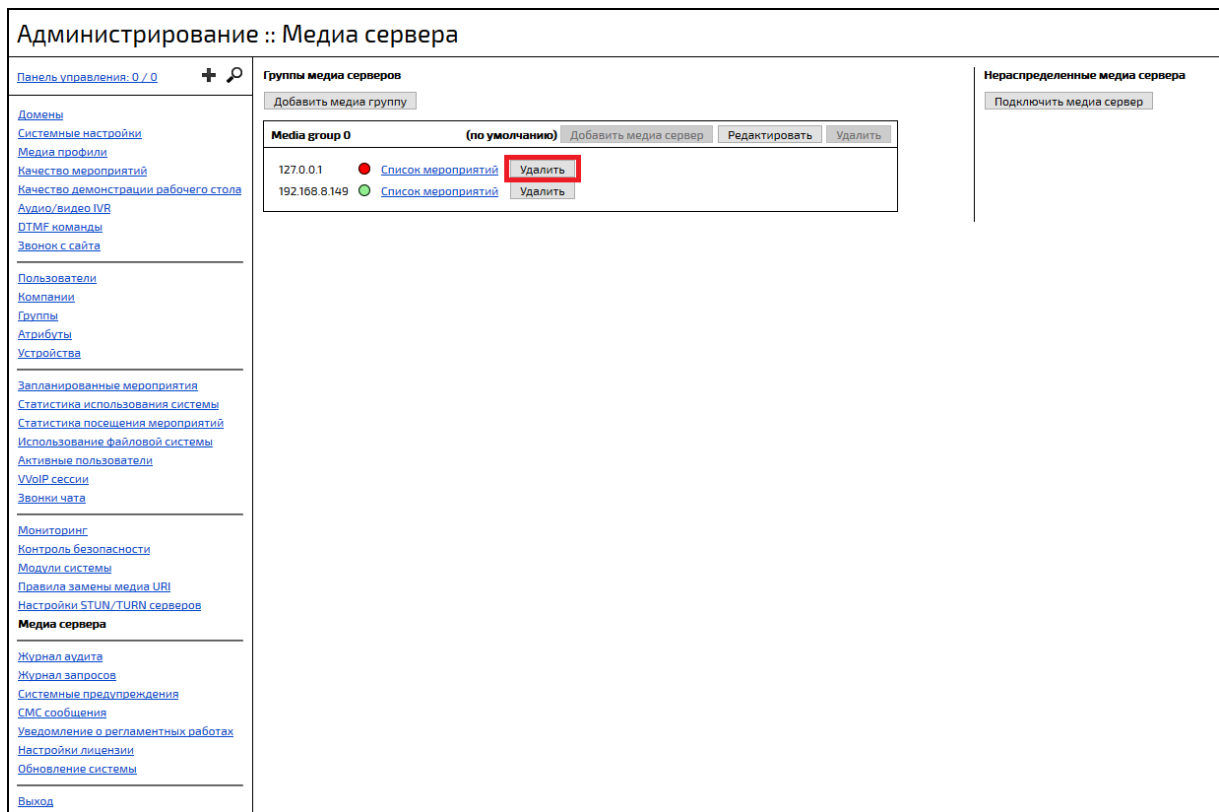 Администрирование :: Медиа сервера
Панель управления: 0 / 0
Домены
Системные настройки
Медиа профили
Качество мероприятий
Качество демонстрации рабочего стола
Аудио/видео IVR
DTMF команды
Звонок с сайта
Пользователи
Компании
Группы
Атрибуты
Устройства
Запланированные мероприятия
Статистика использования системы
Статистика посещения мероприятий
Использование файловой системы
Активные пользователи
VVoIP сессии
Звонки чата
Мониторинг
Контроль безопасности
Модули системы
Правила замены медиа URI
Настройки STUN/TURN серверов
Медиа сервера
Журнал аудита
Журнал запросов
Системные предупреждения
СМС сообщения
Уведомление о регламентных работах
Настройки лицензии
Обновление системы
Выход
Группы медиа серверов
Добавить медиа группу
Media group 0 (по умолчанию) Добавить медиа сервер Редактировать Удалить
127.0.0.1 Список мероприятий Удалить
192.168.8.149 Список мероприятий Удалить
Нераспределенные медиа сервера
Подключить медиа сервер